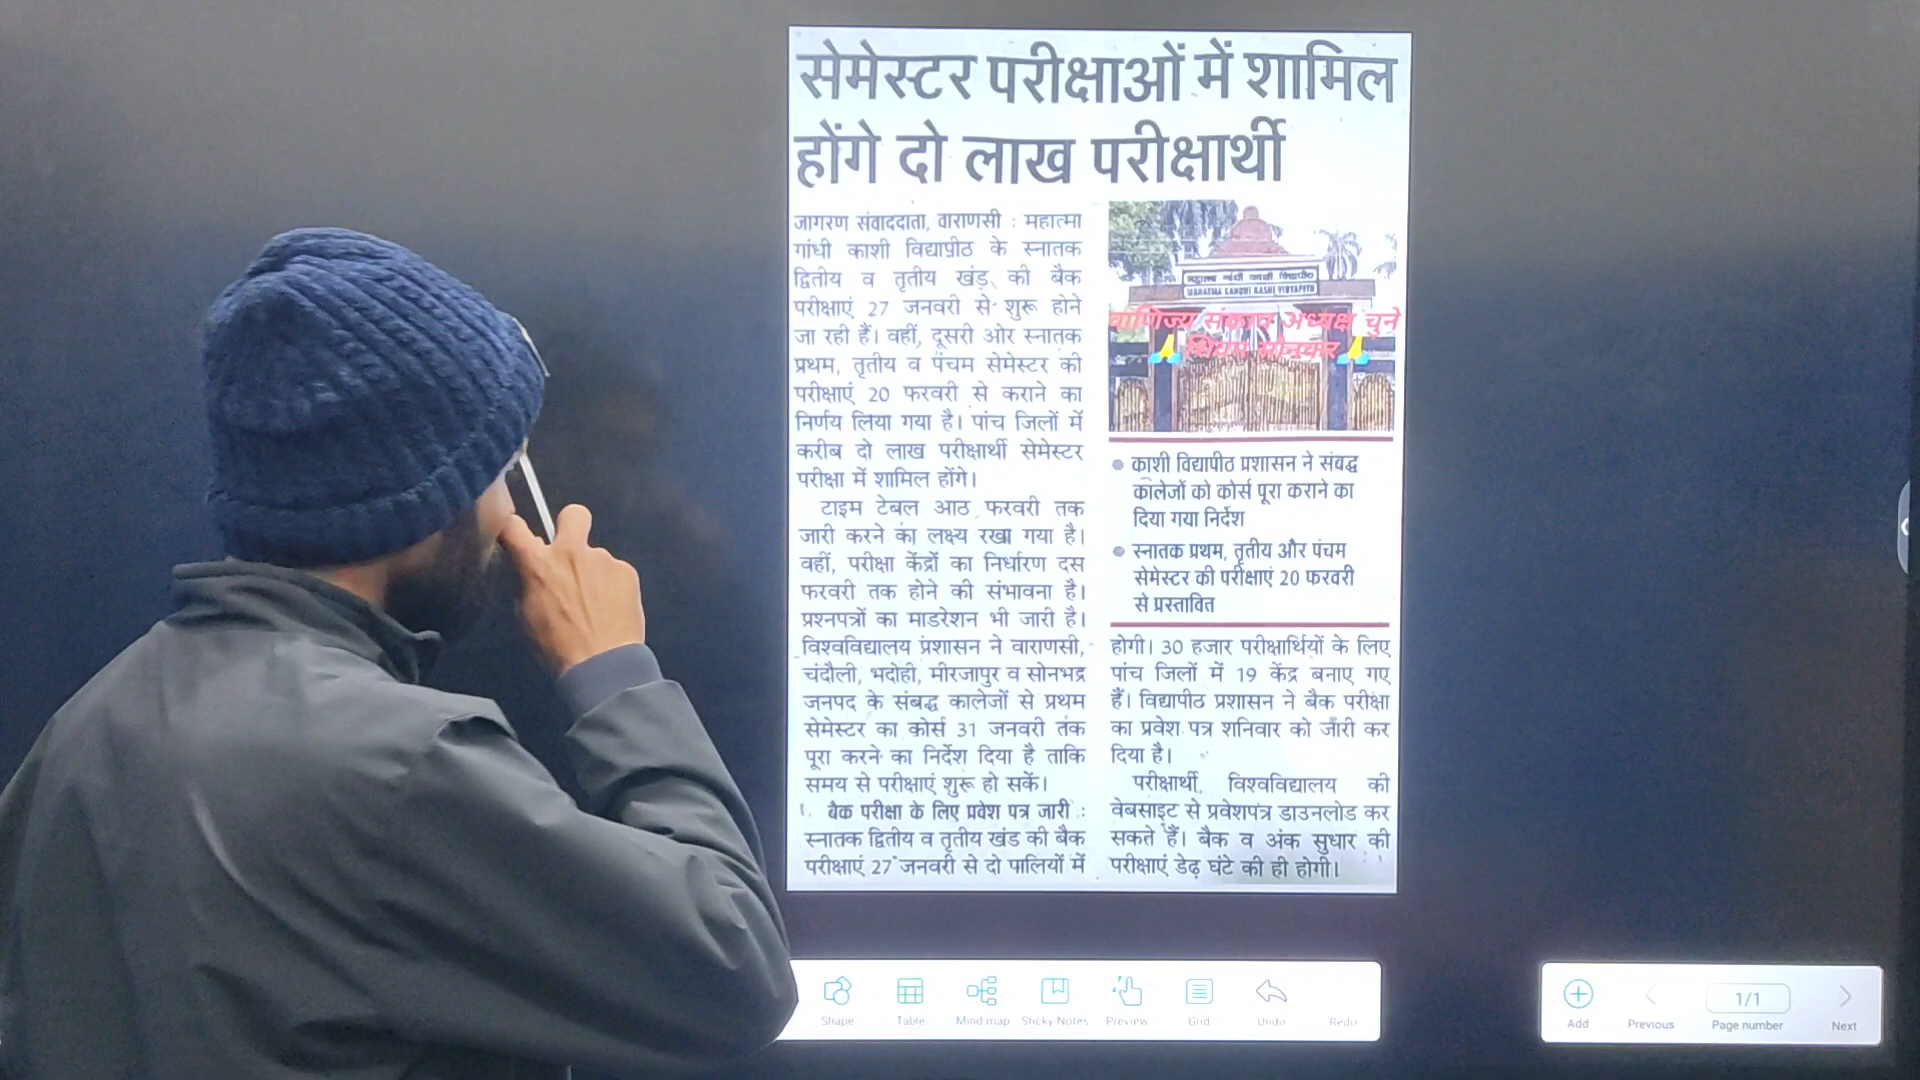 सेमेस्टर परीक्षाओं में शामिल
होंगे दो लाख परीक्षार्थी
जागरण संवाददाता, वाराणसी : महात्मा
गांधी काशी विद्यापीठ के स्नातक
द्वितीय व तृतीय खंड की बैक
परीक्षाएं 27 जनवरी से शुरू होने
जा रही हैं। वहीं, दूसरी ओर स्नातक
प्रथम, तृतीय व पंचम सेमेस्टर की
परीक्षाएं 20 फरवरी से कराने का
निर्णय लिया गया है। पांच जिलों में
करीब दो लाख परीक्षार्थी सेमेस्टर
परीक्षा में शामिल होंगे।
टाइम टेबल आठ फरवरी तक
जारी करने का लक्ष्य रखा गया है।
वहीं, परीक्षा केंद्रों का निर्धारण दस
फरवरी तक होने की संभावना है।
प्रश्नपत्रों का माडरेशन भी जारी है।
विश्वविद्यालय प्रशासन ने वाराणसी,
चंदौली, भदोही, मीरजापुर व सोनभद्र
जनपद के संबद्ध कालेजों से प्रथम
सेमेस्टर का कोर्स 31 जनवरी तक
पूरा करने का निर्देश दिया है ताकि
समय से परीक्षाएं शुरू हो सकें।
बैक परीक्षा के लिए प्रवेश पत्र जारी :
स्नातक द्वितीय व तृतीय खंड की बैक
परीक्षाएं 27 जनवरी से दो पालियों में
महात्मा गांधी काशी विद्यापीठ
MAHATMA GANDHI KASHI VIDYAPITH
वाणिज्य संकाय अध्यक्ष चुने
शिवम सोनकर
काशी विद्यापीठ प्रशासन ने संबद्ध
कालेजों को कोर्स पूरा कराने का
दिया गया निर्देश
स्नातक प्रथम, तृतीय और पंचम
सेमेस्टर की परीक्षाएं 20 फरवरी
से प्रस्तावित
होगी। 30 हजार परीक्षार्थियों के लिए
पांच जिलों में 19 केंद्र बनाए गए
हैं। विद्यापीठ प्रशासन ने बैक परीक्षा
का प्रवेश पत्र शनिवार को जारी कर
दिया है।
परीक्षार्थी विश्वविद्यालय की
वेबसाइट से प्रवेशपत्र डाउनलोड कर
सकते हैं। बैक व अंक सुधार की
परीक्षाएं डेढ़ घंटे की ही होगी।
Shape Table Mind map Sticky Notes Preview Grid Undo Redo
Add Previous 1/1 Page number Next